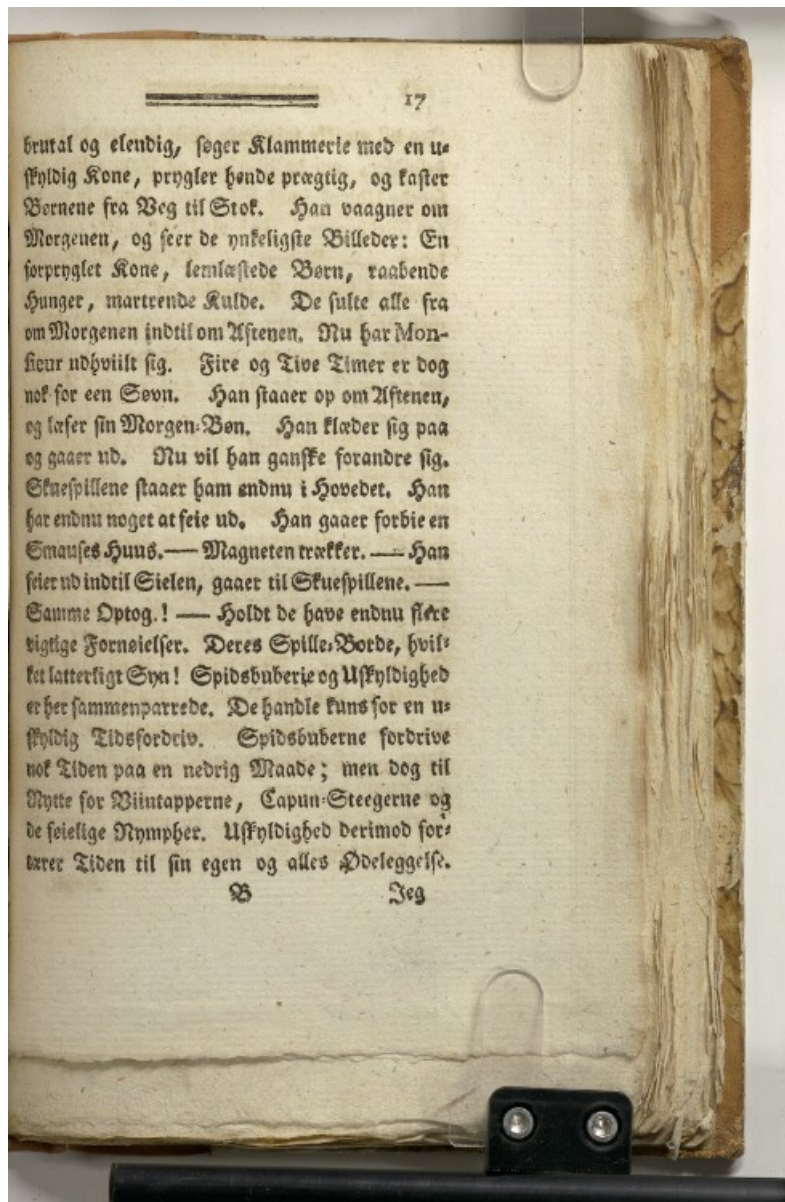 17
brutal og elendig, søger Klammerie med en u-
skyldig Kone, prygler hende prægtig, og kaster
Børnene fra Veg til Stok. Han vaagner om
Morgenen, og seer de ynkeligste Billeder: En
forpryglet Kone, lemlæstede Børn, raabende
Hunger, martrende Kulde. De sulte alle fra
om Morgenen indtil om Aftenen. Nu har Mon-
sieur udhviilt sig. Fire og Tive Timer er dog
nok for een Søvn. Han staaer op om Aftenen,
og læser sin Morgen-Bøn. Han klæder sig paa
og gaaer ud. Nu vil han ganske forandre sig.
Skuespillene staaer ham endnu i Hovedet. Han
har endnu noget at feie ud. Han gaaer forbie en
Smauses Huus. — Magneten trækker. — Han
feier ud indtil Sielen, gaaer til Skuespillene. —
Samme Optog.! — Holdt de have endnu flere
vigtige Fornøielser. Deres Spille-Borde, hvil-
ket latterligt Syn! Spidsbuberie og Uskyldighed
er her sammenparrede. De handle kuns for en u-
skyldig Tidsfordriv. Spidsbuberne fordrive
nok Tiden paa en nedrig Maade; men dog til
Nytte for Viintapperne, Capun-Steegerne og
de feielige Nympher. Uskyldighed derimod for-
tærer Tiden til sin egen og alles Ødeleggelse.
B Jeg